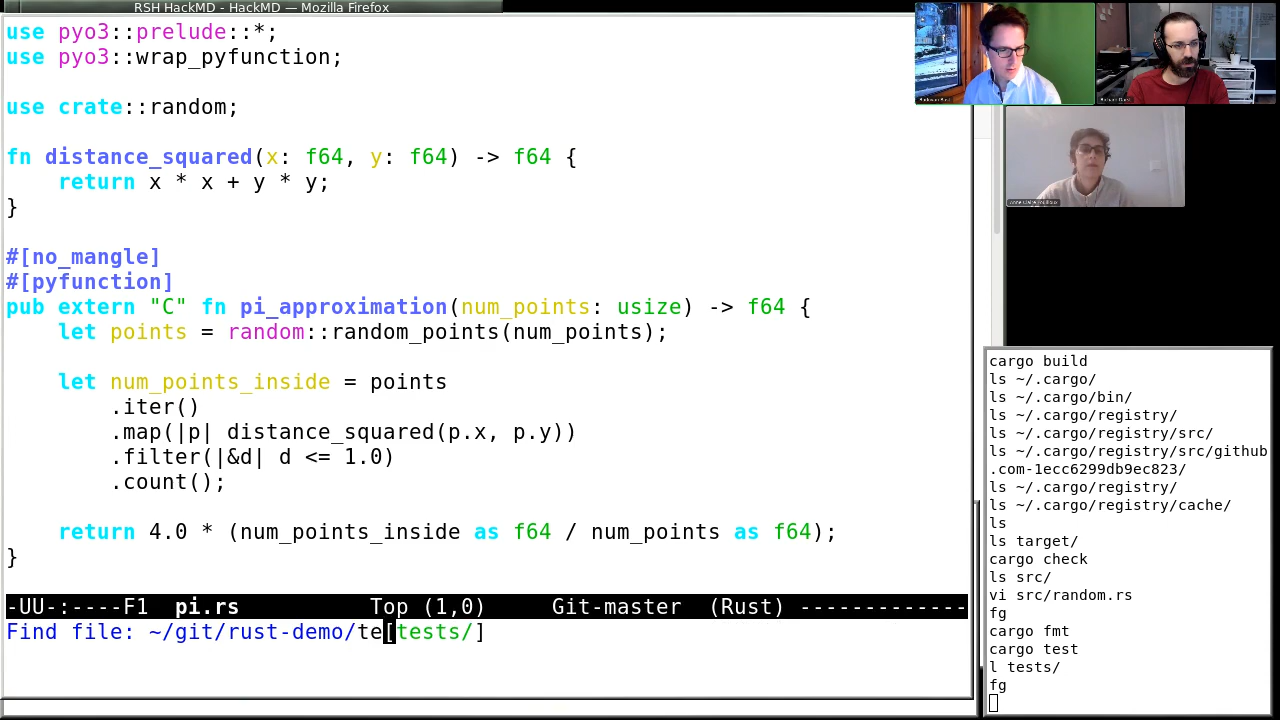 RSH HackMD - HackMD — Mozilla Firefox
use pyo3::prelude::*;
use pyo3::wrap_pyfunction;
use crate::random;
fn distance_squared(x: f64, y: f64) -> f64 {
    return x * x + y * y;
}
#[no_mangle]
#[pyfunction]
pub extern "C" fn pi_approximation(num_points: usize) -> f64 {
    let points = random::random_points(num_points);
    let num_points_inside = points
        .iter()
        .map(|p| distance_squared(p.x, p.y))
        .filter(|&d| d <= 1.0)
        .count();
    return 4.0 * (num_points_inside as f64 / num_points as f64);
}
-UU-:----F1  pi.rs          Top (1,0)     Git-master  (Rust) -------------
Find file: ~/git/rust-demo/te[tests/]
cargo build
ls ~/.cargo/
ls ~/.cargo/bin/
ls ~/.cargo/registry/
ls ~/.cargo/registry/src/
ls ~/.cargo/registry/src/github
.com-1ecc6299db9ec823/
ls ~/.cargo/registry/
ls ~/.cargo/registry/cache/
ls
ls target/
cargo check
ls src/
vi src/random.rs
fg
cargo fmt
cargo test
l tests/
fg